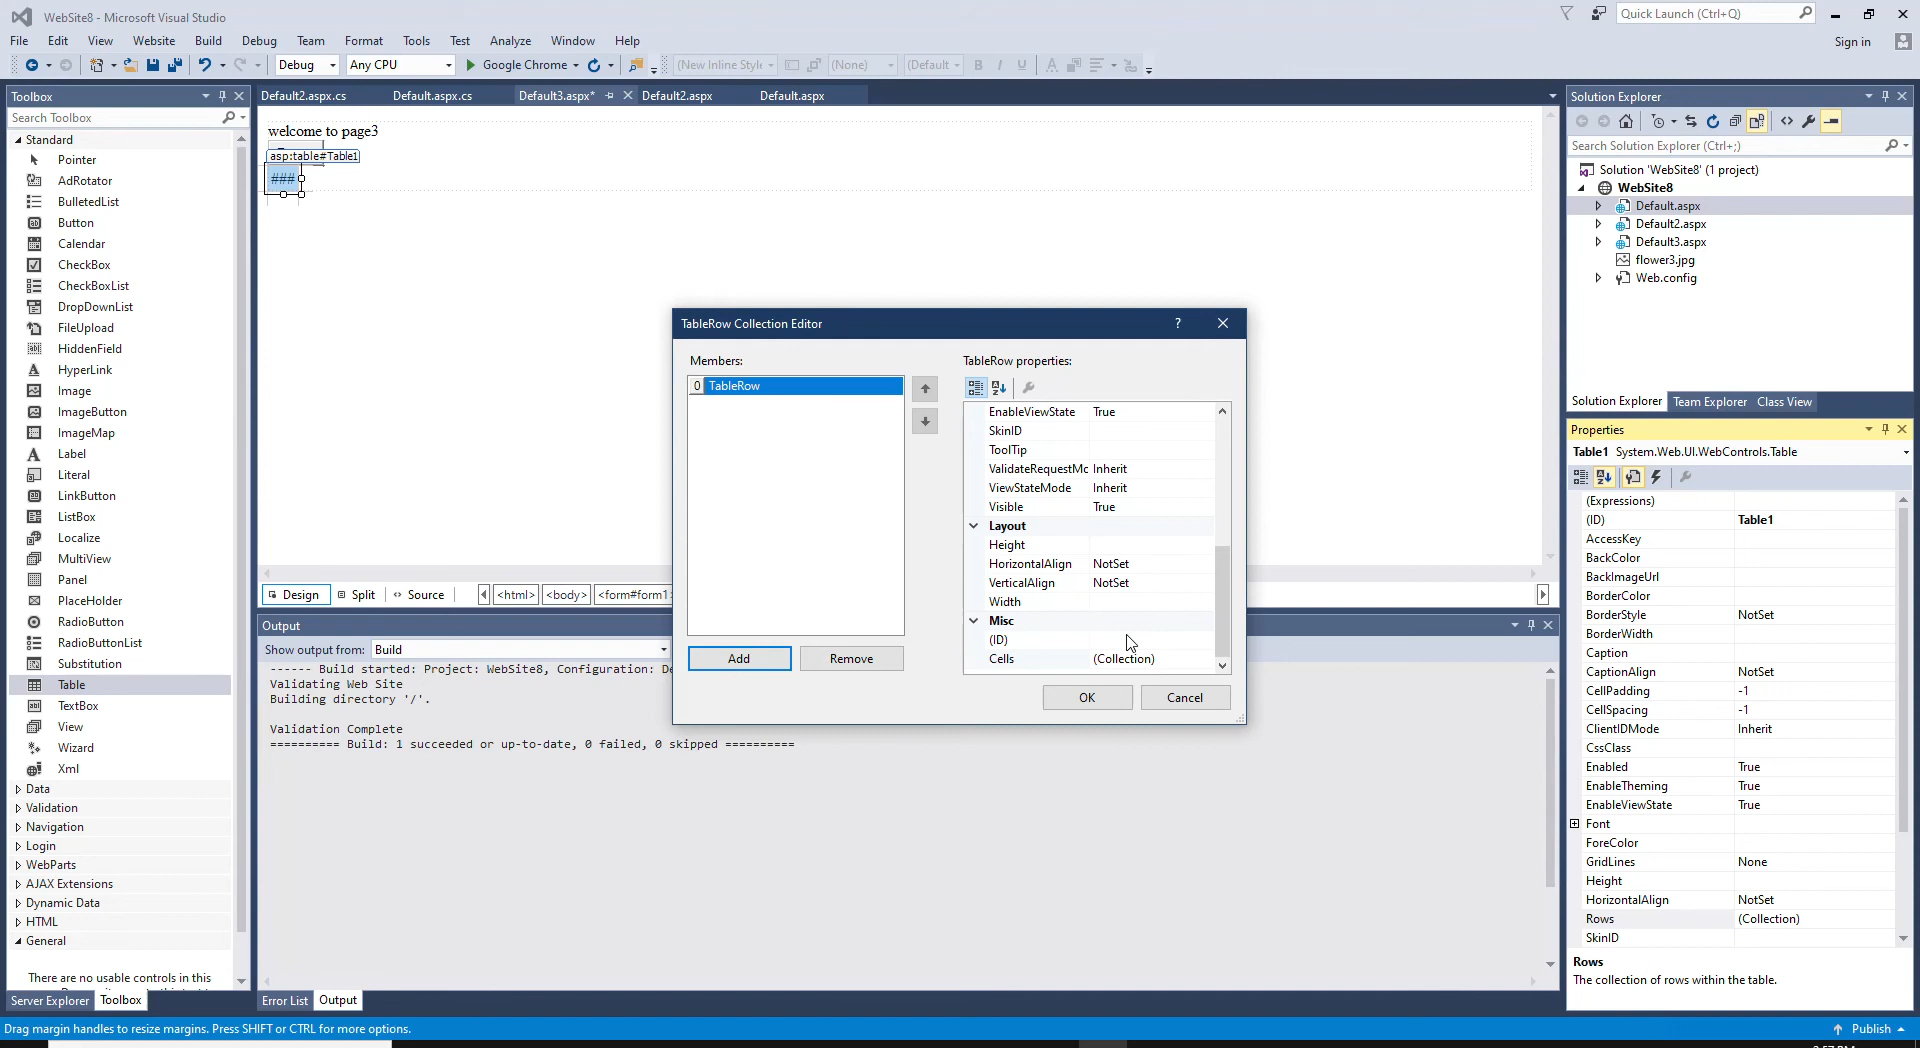 WebSite8 - Microsoft Visual Studio
Quick Launch (Ctrl+Q)
File Edit View Website Build Debug Team Format Tools Test Analyze Window Help
Sign in
Debug Any CPU Google Chrome (New Inline Style (None) (Default B I U A
Toolbox
Search Toolbox
Standard
Pointer
AdRotator
BulletedList
Button
Calendar
CheckBox
CheckBoxList
DropDownList
FileUpload
HiddenField
HyperLink
Image
ImageButton
ImageMap
Label
Literal
LinkButton
ListBox
Localize
MultiView
Panel
PlaceHolder
RadioButton
RadioButtonList
Substitution
Table
TextBox
View
Wizard
Xml
Data
Validation
Navigation
Login
WebParts
AJAX Extensions
Dynamic Data
HTML
General
There are no usable controls in this
Server Explorer Toolbox
Default2.aspx.cs Default.aspx.cs Default3.aspx* Default2.aspx Default.aspx
welcome to page3
asp:table#Table1
###
Design Split Source <html> <body> <form#form1>
Output
Show output from: Build
------ Build started: Project: WebSite8, Configuration: De
Validating Web Site
Building directory '/'.
Validation Complete
========== Build: 1 succeeded or up-to-date, 0 failed, 0 skipped ==========
Error List Output
TableRow Collection Editor
Members:
0 TableRow
Add Remove
TableRow properties:
EnableViewState True
SkinID
ToolTip
ValidateRequestMo Inherit
ViewStateMode Inherit
Visible True
Layout
Height
HorizontalAlign NotSet
VerticalAlign NotSet
Width
Misc
(ID)
Cells (Collection)
OK Cancel
Solution Explorer
Search Solution Explorer (Ctrl+;)
Solution 'WebSite8' (1 project)
WebSite8
Default.aspx
Default2.aspx
Default3.aspx
flower3.jpg
Web.config
Solution Explorer Team Explorer Class View
Properties
Table1 System.Web.UI.WebControls.Table
(Expressions)
(ID) Table1
AccessKey
BackColor
BackImageUrl
BorderColor
BorderStyle NotSet
BorderWidth
Caption
CaptionAlign NotSet
CellPadding -1
CellSpacing -1
ClientIDMode Inherit
CssClass
Enabled True
EnableTheming True
EnableViewState True
Font
ForeColor
GridLines None
Height
HorizontalAlign NotSet
Rows (Collection)
SkinID
Rows
The collection of rows within the table.
Drag margin handles to resize margins. Press SHIFT or CTRL for more options.
Publish